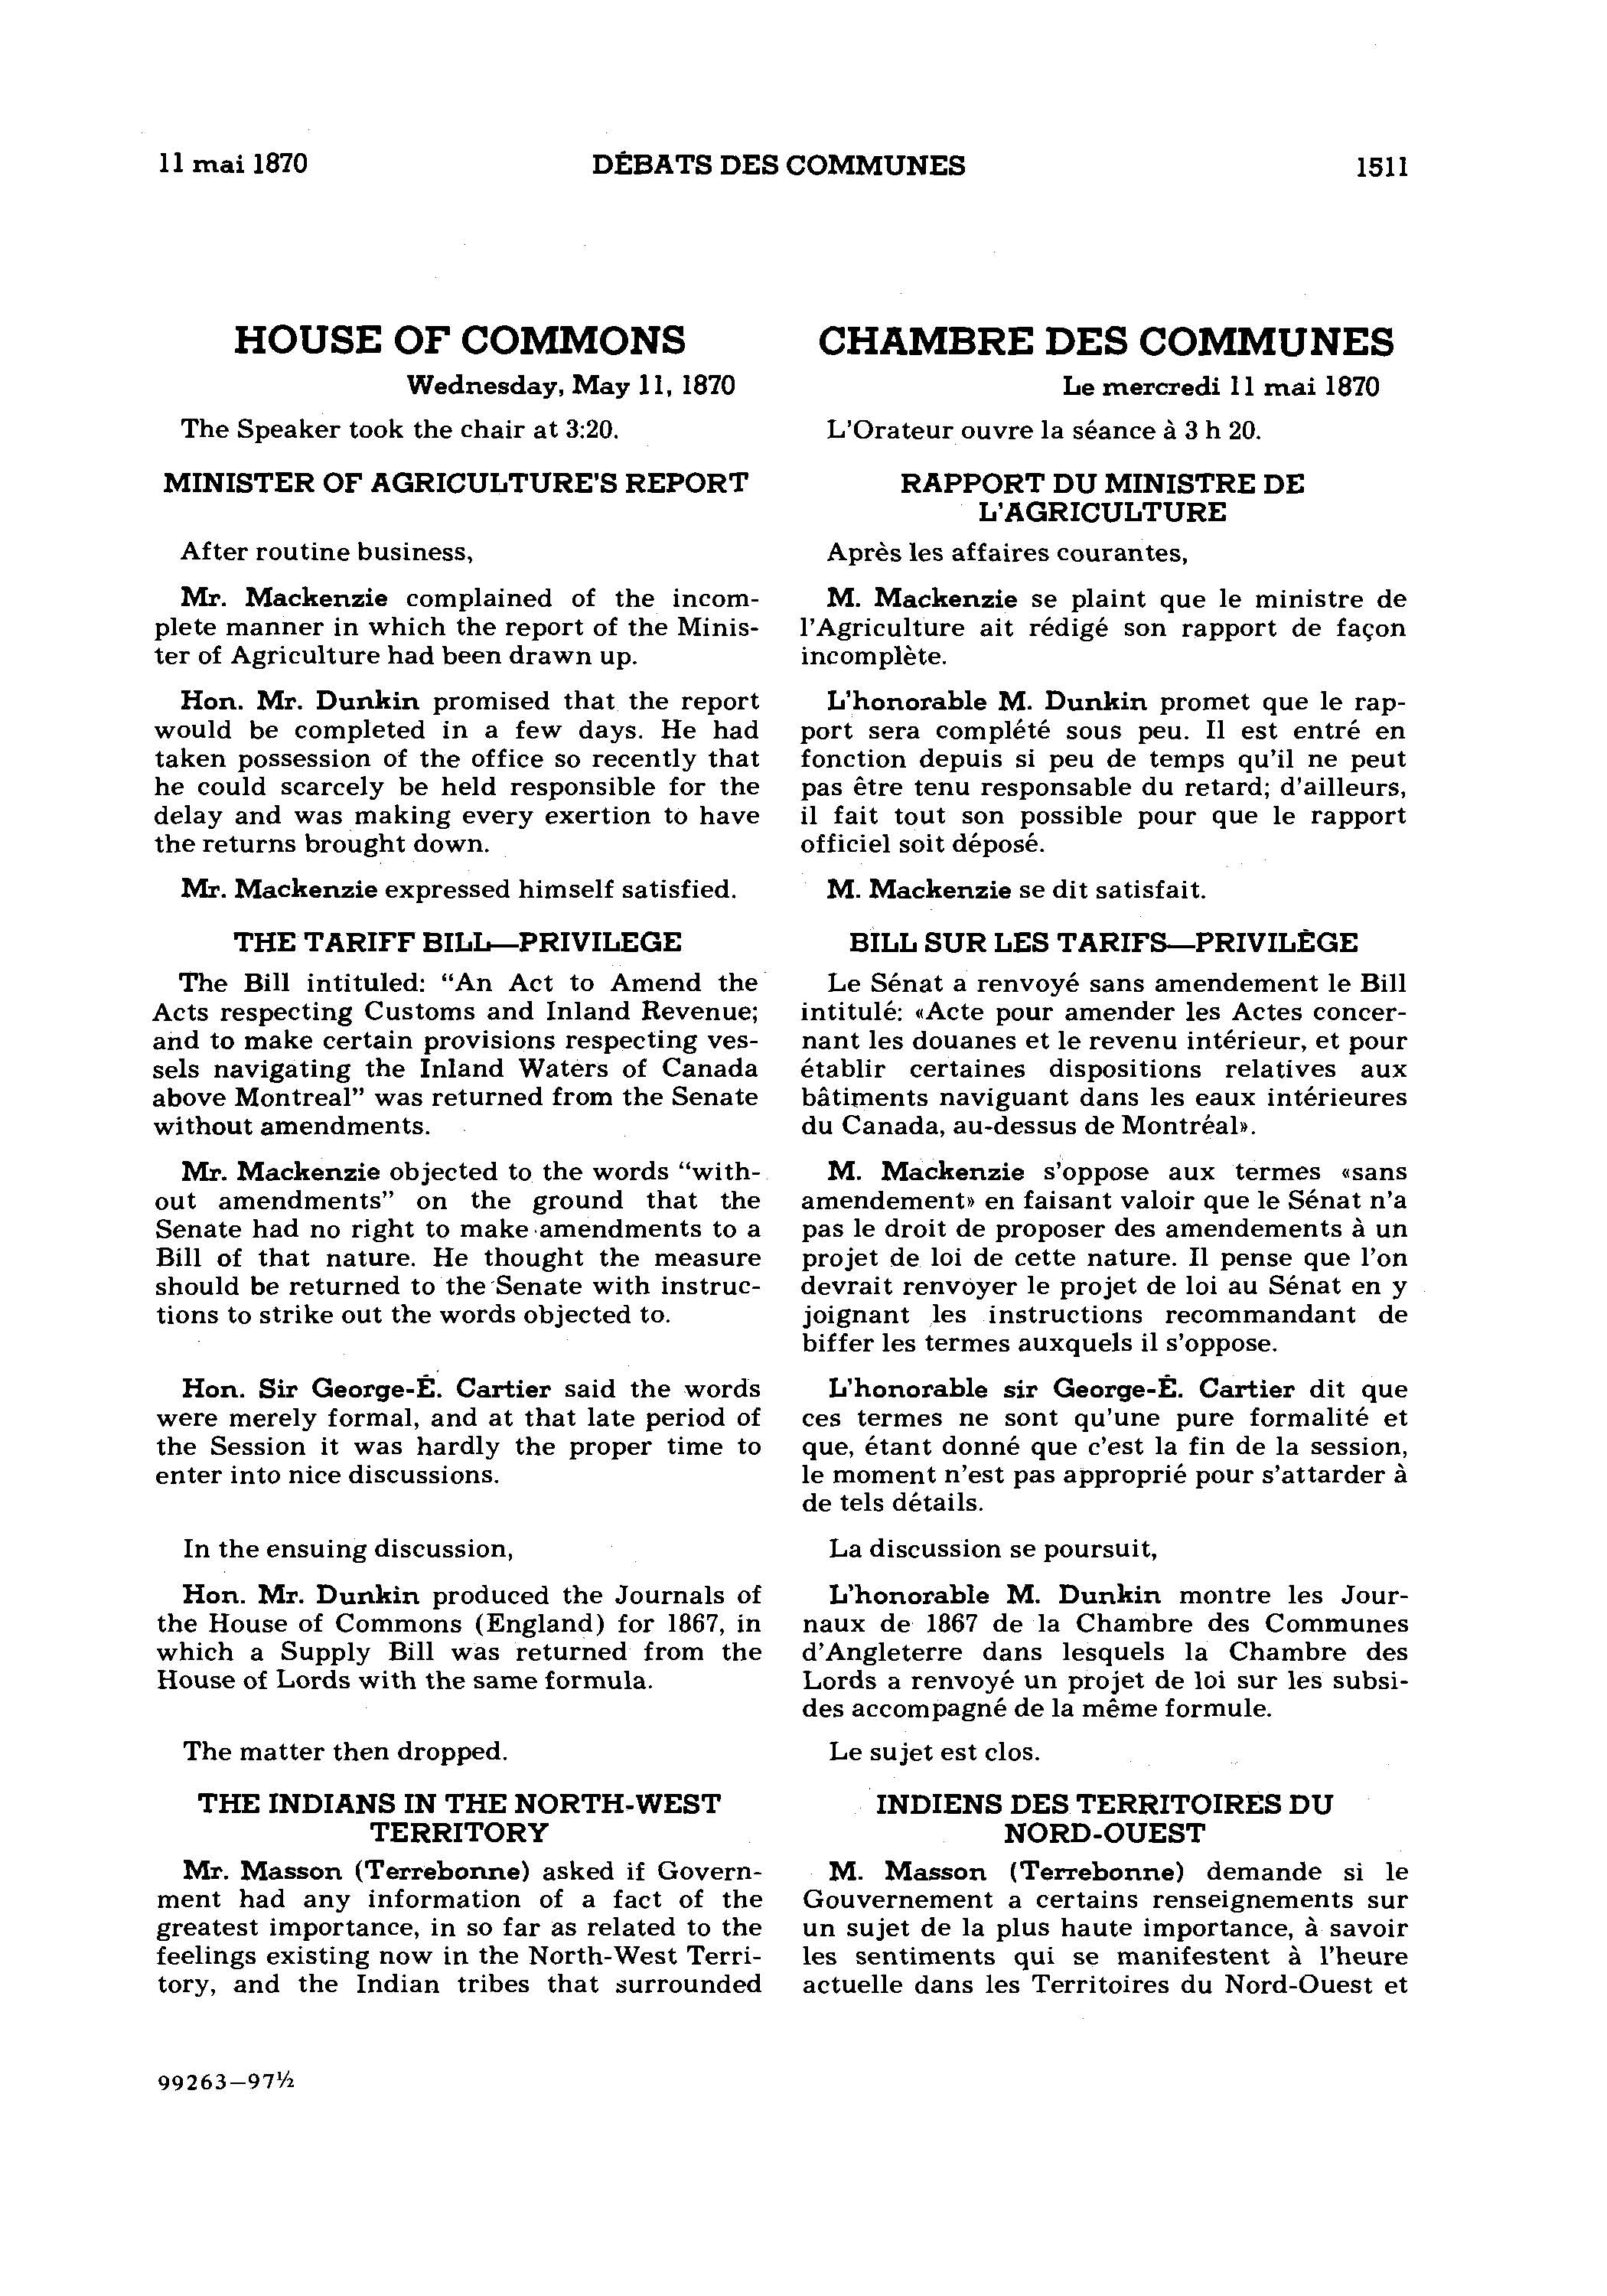 11 mai 1870 DÉBATS DES COMMUNES 1511
HOUSE OF COMMONS
Wednesday, May 11, 1870
The Speaker took the chair at 3:20.
MINISTER OF AGRICULTURE'S REPORT
After routine business,
Mr. Mackenzie complained of the incom-
plete manner in which the report of the Minis-
ter of Agriculture had been drawn up.
Hon. Mr. Dunkin promised that the report
would be completed in a few days. He had
taken possession of the office so recently that
he could scarcely be held responsible for the
delay and was making every exertion to have
the returns brought down.
Mr. Mackenzie expressed himself satisfied.
THE TARIFF BILL—PRIVILEGE
The Bill intituled: “An Act to Amend the
Acts respecting Customs and Inland Revenue;
and to make certain provisions respecting ves-
sels navigating the Inland Waters of Canada
above Montreal” was returned from the Senate
without amendments.
Mr. Mackenzie objected to the words “with-
out amendments” on the ground that the
Senate had no right to make amendments to a
Bill of that nature. He thought the measure
should be returned to the Senate with instruc-
tions to strike out the words objected to.
Hon. Sir George-É. Cartier said the words
were merely formal, and at that late period of
the Session it was hardly the proper time to
enter into nice discussions.
In the ensuing discussion,
Hon. Mr. Dunkin produced the Journals of
the House of Commons (England) for 1867, in
which a Supply Bill was returned from the
House of Lords with the same formula.
The matter then dropped.
THE INDIANS IN THE NORTH-WEST
TERRITORY
Mr. Masson (Terrebonne) asked if Govern-
ment had any information of a fact of the
greatest importance, in so far as related to the
feelings existing now in the North-West Terri-
tory, and the Indian tribes that surrounded
CHAMBRE DES COMMUNES
Le mercredi 11 mai 1870
L'Orateur ouvre la séance à 3 h 20.
RAPPORT DU MINISTRE DE
L'AGRICULTURE
Après les affaires courantes,
M. Mackenzie se plaint que le ministre de
l'Agriculture ait rédigé son rapport de façon
incomplète.
L'honorable M. Dunkin promet que le rap-
port sera complété sous peu. Il est entré en
fonction depuis si peu de temps qu'il ne peut
pas être tenu responsable du retard; d'ailleurs,
il fait tout son possible pour que le rapport
officiel soit déposé.
M. Mackenzie se dit satisfait.
BILL SUR LES TARIFS—PRIVILÈGE
Le Sénat a renvoyé sans amendement le Bill
intitulé: «Acte pour amender les Actes concer-
nant les douanes et le revenu intérieur, et pour
établir certaines dispositions relatives aux
bâtiments naviguant dans les eaux intérieures
du Canada, au-dessus de Montréal».
M. Mackenzie s'oppose aux termes «sans
amendement» en faisant valoir que le Sénat n'a
pas le droit de proposer des amendements à un
projet de loi de cette nature. Il pense que l'on
devrait renvoyer le projet de loi au Sénat en y
joignant les instructions recommandant de
biffer les termes auxquels il s'oppose.
L'honorable sir George-É. Cartier dit que
ces termes ne sont qu'une pure formalité et
que, étant donné que c'est la fin de la session,
le moment n'est pas approprié pour s'attarder à
de tels détails.
La discussion se poursuit,
L'honorable M. Dunkin montre les Jour-
naux de 1867 de la Chambre des Communes
d'Angleterre dans lesquels la Chambre des
Lords a renvoyé un projet de loi sur les subsi-
des accompagné de la même formule.
Le sujet est clos.
INDIENS DES TERRITOIRES DU
NORD-OUEST
M. Masson (Terrebonne) demande si le
Gouvernement a certains renseignements sur
un sujet de la plus haute importance, à savoir
les sentiments qui se manifestent à l'heure
actuelle dans les Territoires du Nord-Ouest et
99263—97½